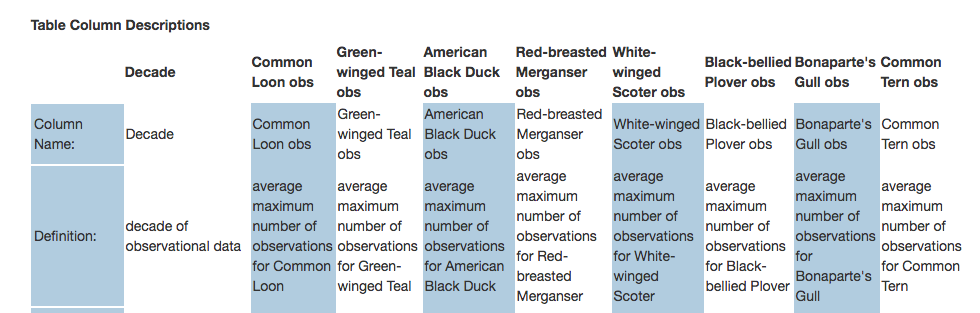 Table Column Descriptions
Decade
Common
Loon obs
Green-
winged Teal
obs
American
Black Duck
obs
Red-breasted
Merganser
obs
White-
winged
Scoter obs
Black-bellied
Plover obs
Bonaparte's
Gull obs
Common
Tern obs
Column
Name:
Decade
Common
Loon obs
Green-
winged Teal
obs
American
Black Duck
obs
Red-breasted
Merganser
obs
White-winged
Scoter obs
Black-bellied
Plover obs
Bonaparte's
Gull obs
Common
Tern obs
Definition:
decade of
observational data
average
maximum
number of
observations
for Common
Loon
average
maximum
number of
observations
for Green-
winged Teal
average
maximum
number of
observations
for American
Black Duck
average
maximum
number of
observations
for Red-
breasted
Merganser
average
maximum
number of
observations
for White-
winged
Scoter
average
maximum
number of
observations
for Black-
bellied Plover
average
maximum
number of
observations
for
Bonaparte's
Gull
average
maximum
number of
observations
for Common
Tern